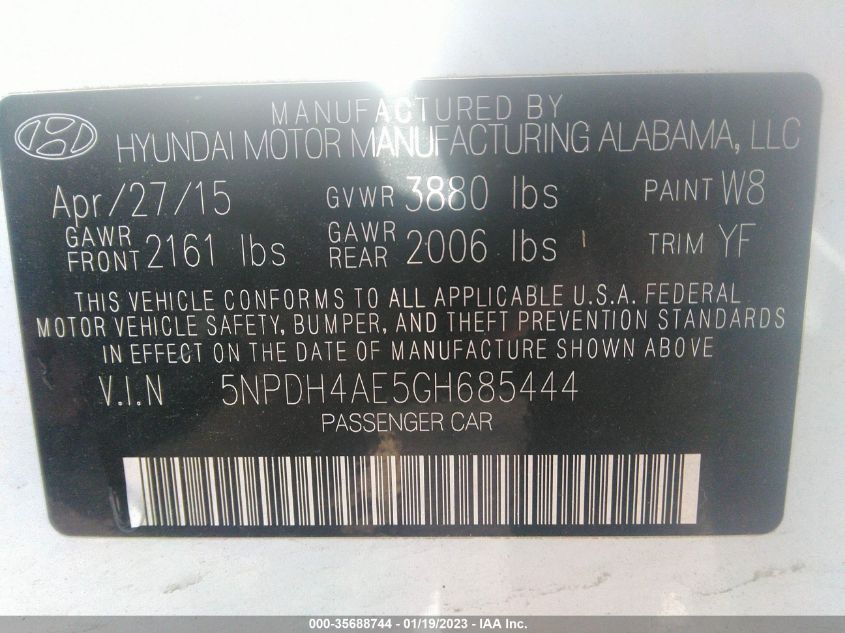 MANUFACTURED BY
HYUNDAI MOTOR MANUFACTURING ALABAMA, LLC
Apr/27/15 GVWR 3880 lbs PAINT W8
GAWR FRONT 2161 lbs GAWR REAR 2006 lbs TRIM YF
THIS VEHICLE CONFORMS TO ALL APPLICABLE U.S.A. FEDERAL
MOTOR VEHICLE SAFETY, BUMPER, AND THEFT PREVENTION STANDARDS
IN EFFECT ON THE DATE OF MANUFACTURE SHOWN ABOVE
V.I.N 5NPDH4AE5GH685444
PASSENGER CAR
000-35688744 - 01/19/2023 - IAA Inc.